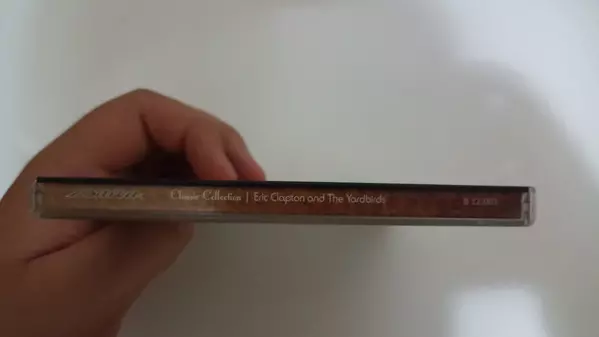 Classic Collection | Eric Clapton and The Yardbirds